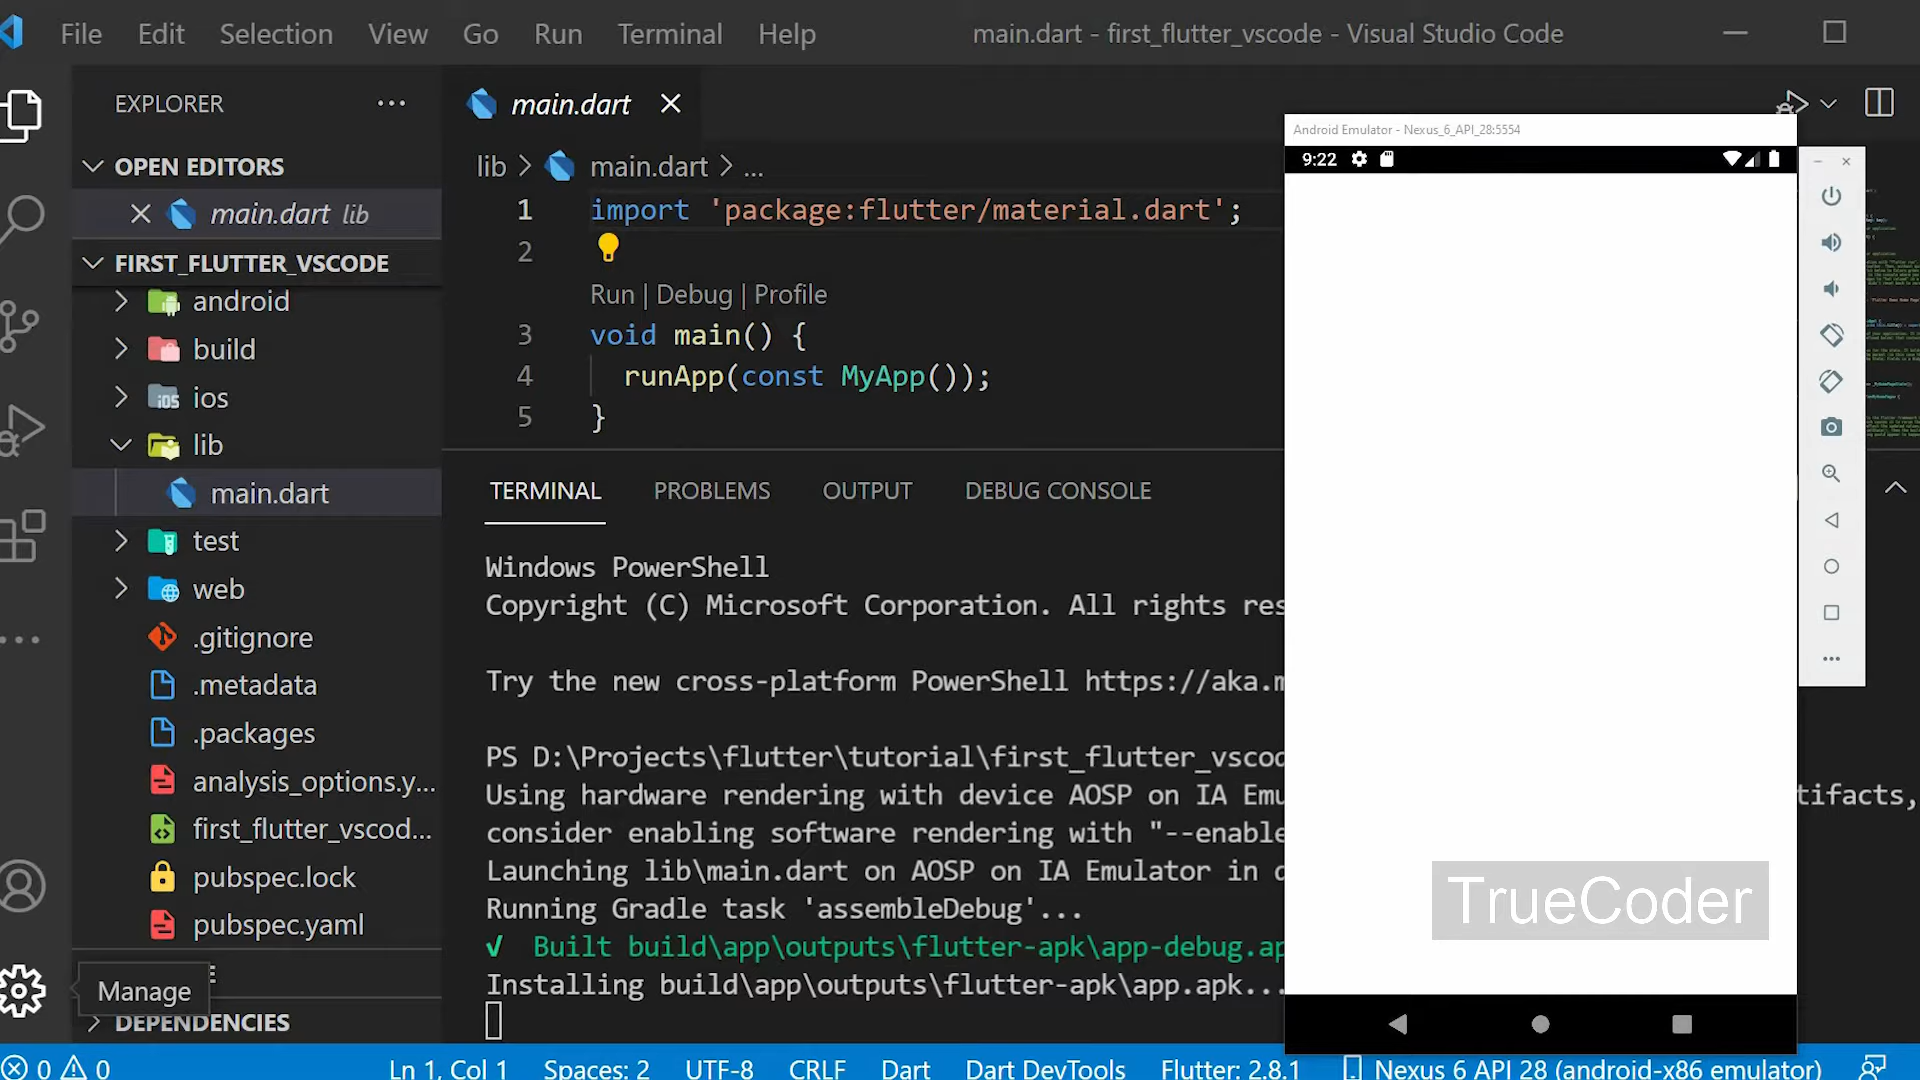 File Edit Selection View Go Run Terminal Help main.dart - first_flutter_vscode - Visual Studio Code
EXPLORER
OPEN EDITORS
main.dart lib
FIRST_FLUTTER_VSCODE
android
build
ios
lib
main.dart
test
web
.gitignore
.metadata
.packages
analysis_options.y...
first_flutter_vscod...
pubspec.lock
pubspec.yaml
Manage
DEPENDENCIES
main.dart
lib > main.dart > ...
1 import 'package:flutter/material.dart';
2
Run | Debug | Profile
3 void main() {
4 runApp(const MyApp());
5 }
TERMINAL PROBLEMS OUTPUT DEBUG CONSOLE
Windows PowerShell
Copyright (C) Microsoft Corporation. All rights res
Try the new cross-platform PowerShell https://aka.m
PS D:\Projects\flutter\tutorial\first_flutter_vscod
Using hardware rendering with device AOSP on IA Emu tifacts,
consider enabling software rendering with "--enable
Launching lib\main.dart on AOSP on IA Emulator in d
Running Gradle task 'assembleDebug'...
√ Built build\app\outputs\flutter-apk\app-debug.ap
Installing build\app\outputs\flutter-apk\app.apk...
Android Emulator - Nexus_6_API_28:5554
9:22
TrueCoder
0 0 Ln 1, Col 1 Spaces: 2 UTF-8 CRLF Dart Dart DevTools Flutter: 2.8.1 Nexus 6 API 28 (android-x86 emulator)